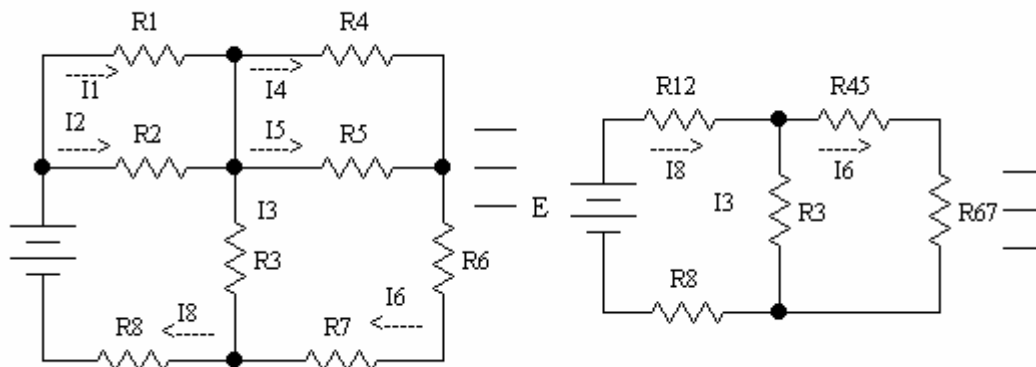 R1 R4
I1 I4
I2 I5
R2 R5
I3
R3 R6
I8 I6
R8 R7
E
R12 R45
I8 I6
I3 R3 R67
R8